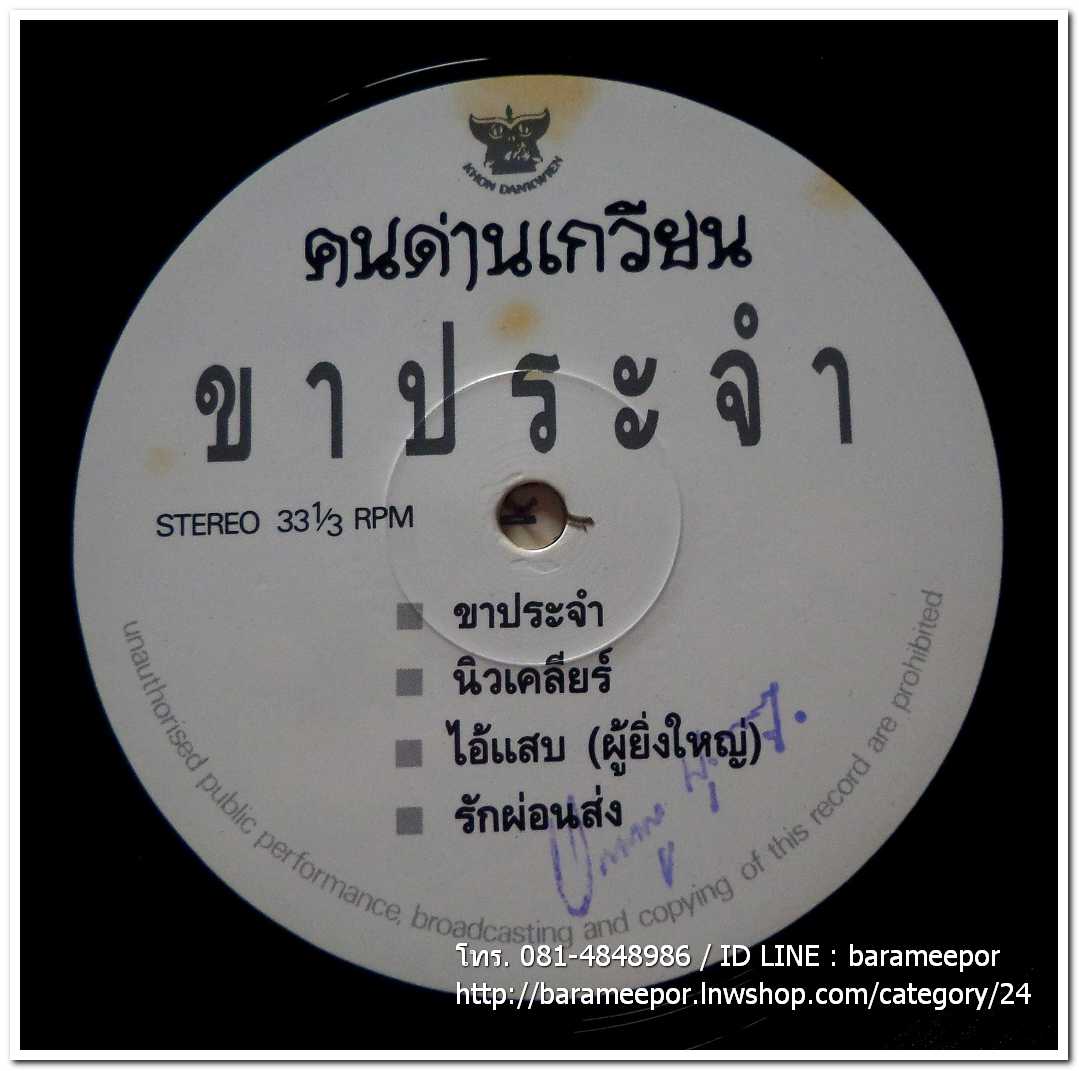 KHON DANKWIEN
คนด่านเกวียน
ขาประจำ
STEREO 33⅓ RPM
ขาประจำ
นิวเคลียร์
ไอ้แสบ (ผู้ยิ่งใหญ่)
รักผ่อนส่ง
unauthorised public performance, broadcasting and copying of this record are prohibited
โทร. 081-4848986 / ID LINE : barameepor
http://barameepor.lnwshop.com/category/24